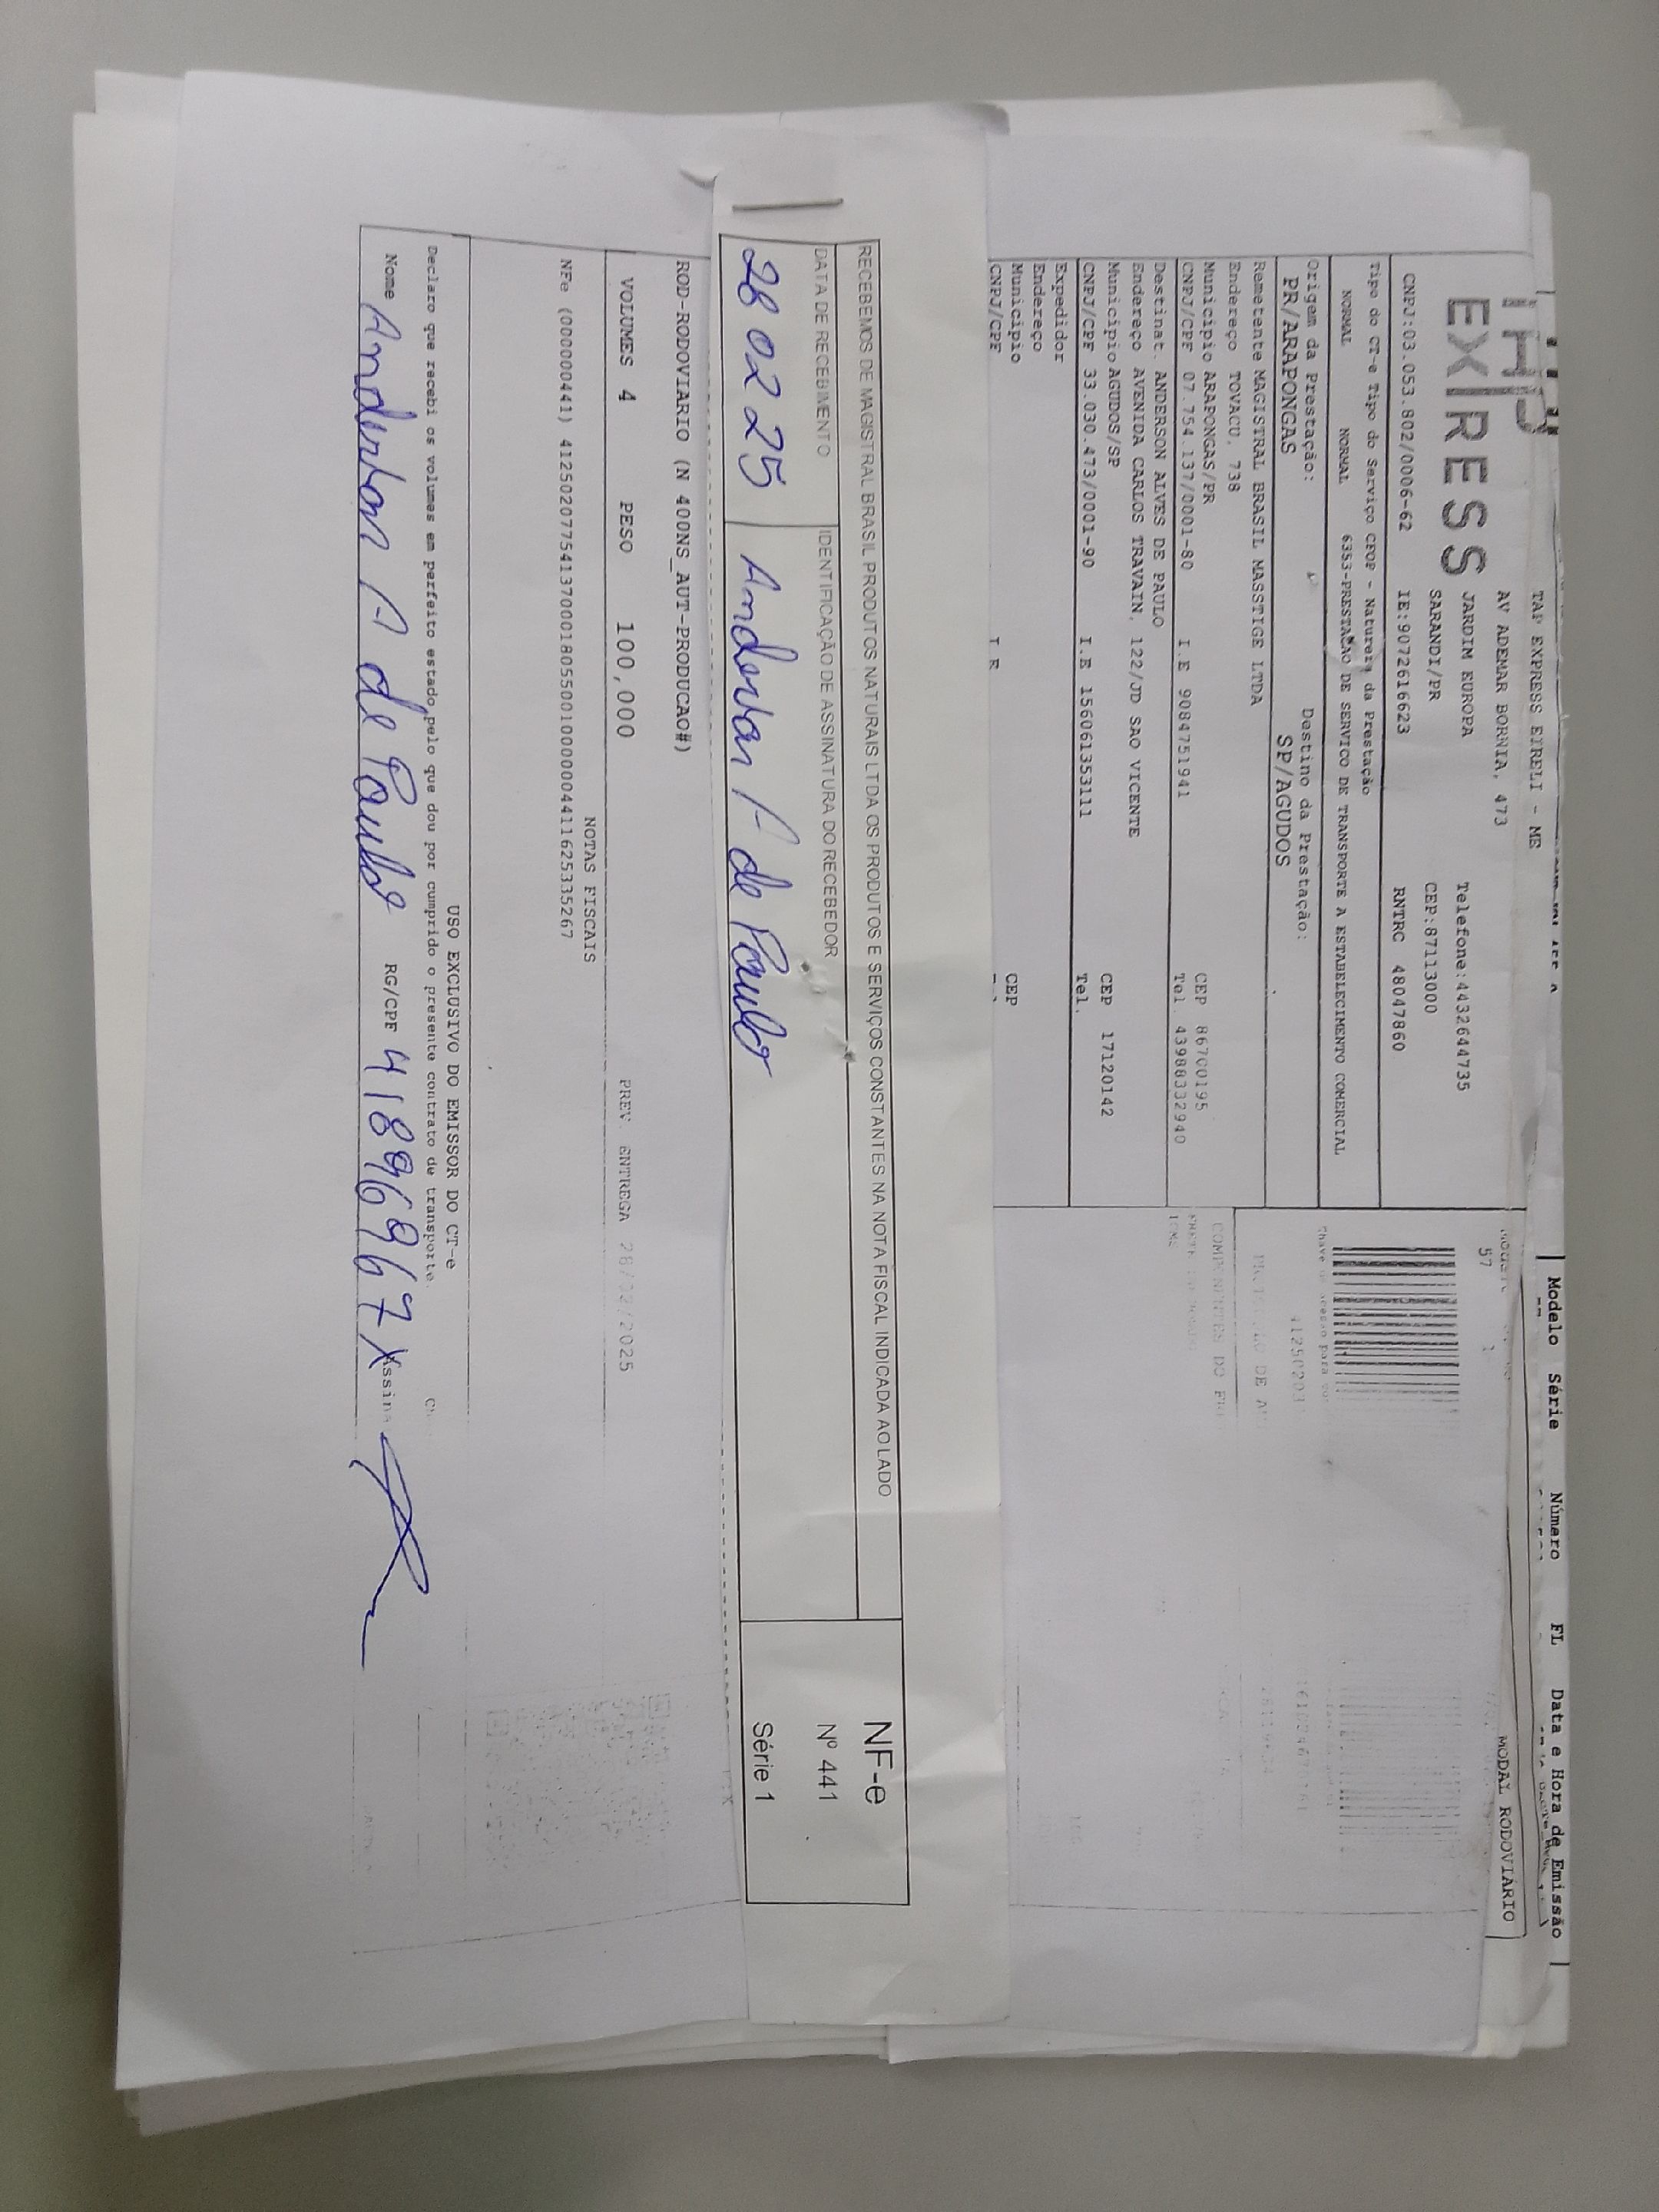 Modelo Série Número FL Data e Hora de Emissão
TAP EXPRESS EIRELI - ME
MODAL RODOVIÁRIO
EXPRESS
AV ADEMAR BORNIA, 473
JARDIM EUROPA Telefone:4432644735
SARANDI/PR CEP:87113000
57 1
CNPJ:03.053.802/0006-62 IE:9072616623 RNTRC 48047860
Tipo do CT-e Tipo do Serviço CFOP - Natureza da Prestação
NORMAL NORMAL 6353-PRESTAÇÃO DE SERVICO DE TRANSPORTE A ESTABELECIMENTO COMERCIAL
Origem da Prestação: Destino da Prestação:
PR/ARAPONGAS SP/AGUDOS
Remetente MAGISTRAL BRASIL MASSTIGE LTDA
Endereço TOVACU, 738
Município ARAPONGAS/PR CEP 86700195
CNPJ/CPF 07.754.137/0001-80 I.E 9084751941 Tel. 43988332940
Destinat. ANDERSON ALVES DE PAULO
Endereço AVENIDA CARLOS TRAVAIN, 122/JD SAO VICENTE
Município AGUDOS/SP CEP 17120142
CNPJ/CPF 33.030.473/0001-90 I.E 156061353111 Tel.
Expedidor
Endereço
Município CEP
CNPJ/CPF I E
RECEBEMOS DE MAGISTRAL BRASIL PRODUTOS NATURAIS LTDA OS PRODUTOS E SERVIÇOS CONSTANTES NA NOTA FISCAL INDICADA AO LADO
NF-e
Nº 441
Série 1
DATA DE RECEBIMENTO IDENTIFICAÇÃO DE ASSINATURA DO RECEBEDOR
28 02 25 Anderson A de Paulo
ROD-RODOVIARIO (N 400NS_AUT-PRODUCAO#)
VOLUMES 4 PESO 100,000 PREV ENTREGA 28/02/2025
NOTAS FISCAIS
NFe (000000441) 41250207754137000180550010000004411625335267
USO EXCLUSIVO DO EMISSOR DO CT-e
Declaro que recebi os volumes em perfeito estado pelo que dou por cumprido o presente contrato de transporte.
Nome Anderson A de Paulo RG/CPF 41896967X